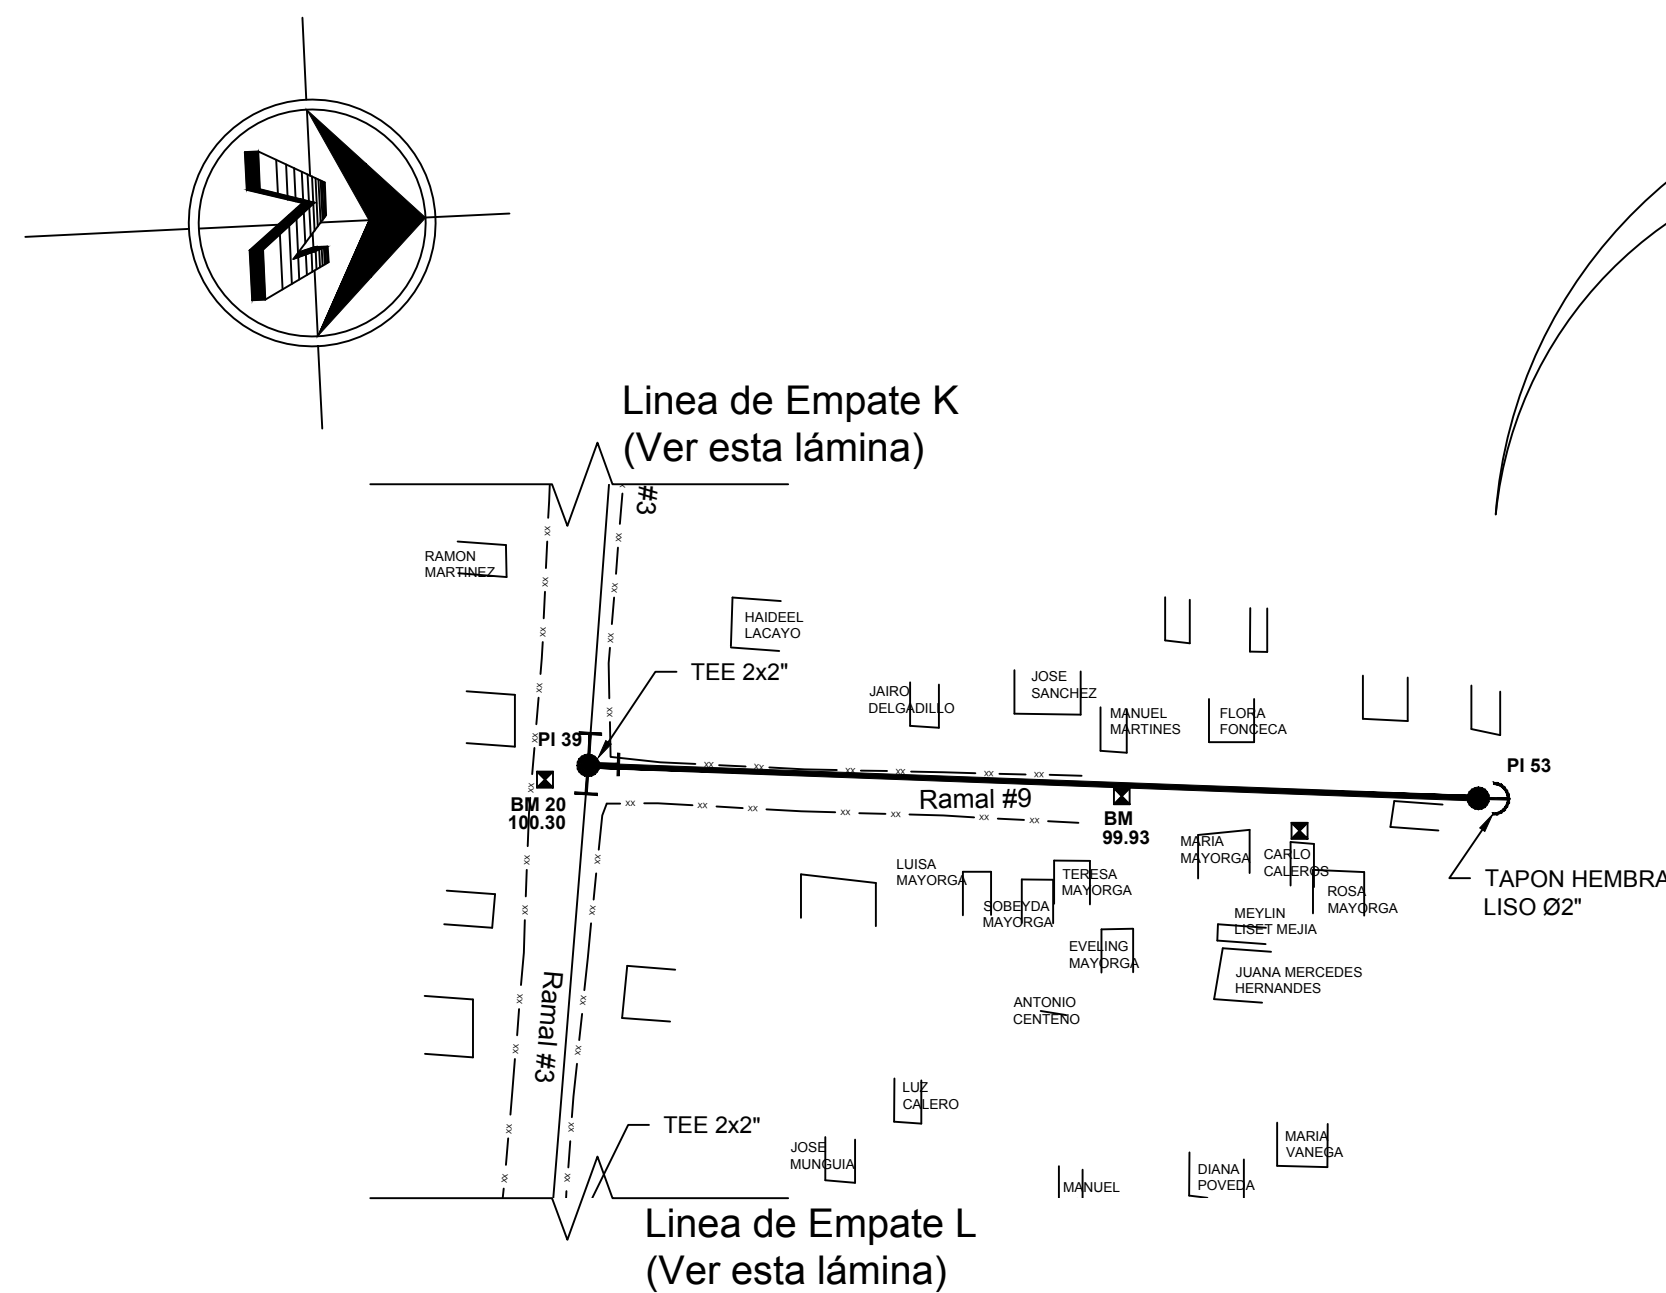 N
Linea de Empate K
(Ver esta lámina)
#3
RAMON
MARTINEZ
HAIDEEL
LACAYO
TEE 2x2"
JAIRO
DELGADILLO
JOSE
SANCHEZ
MANUEL
MARTINES
FLORA
FONCECA
PI 39
PI 53
BM 20
100.30
Ramal #9
BM
99.93
MARIA
MAYORGA
CARLO
CALEROS
LUISA
MAYORGA
TERESA
MAYORGA
SOBEYDA
MAYORGA
ROSA
MAYORGA
TAPON HEMBRA
LISO Ø2"
MEYLIN
LISET MEJIA
EVELING
MAYORGA
JUANA MERCEDES
HERNANDES
ANTONIO
CENTENO
Ramal #3
LUZ
CALERO
TEE 2x2"
JOSE
MUNGUIA
MARIA
VANEGA
DIANA
POVEDA
MANUEL
Linea de Empate L
(Ver esta lámina)